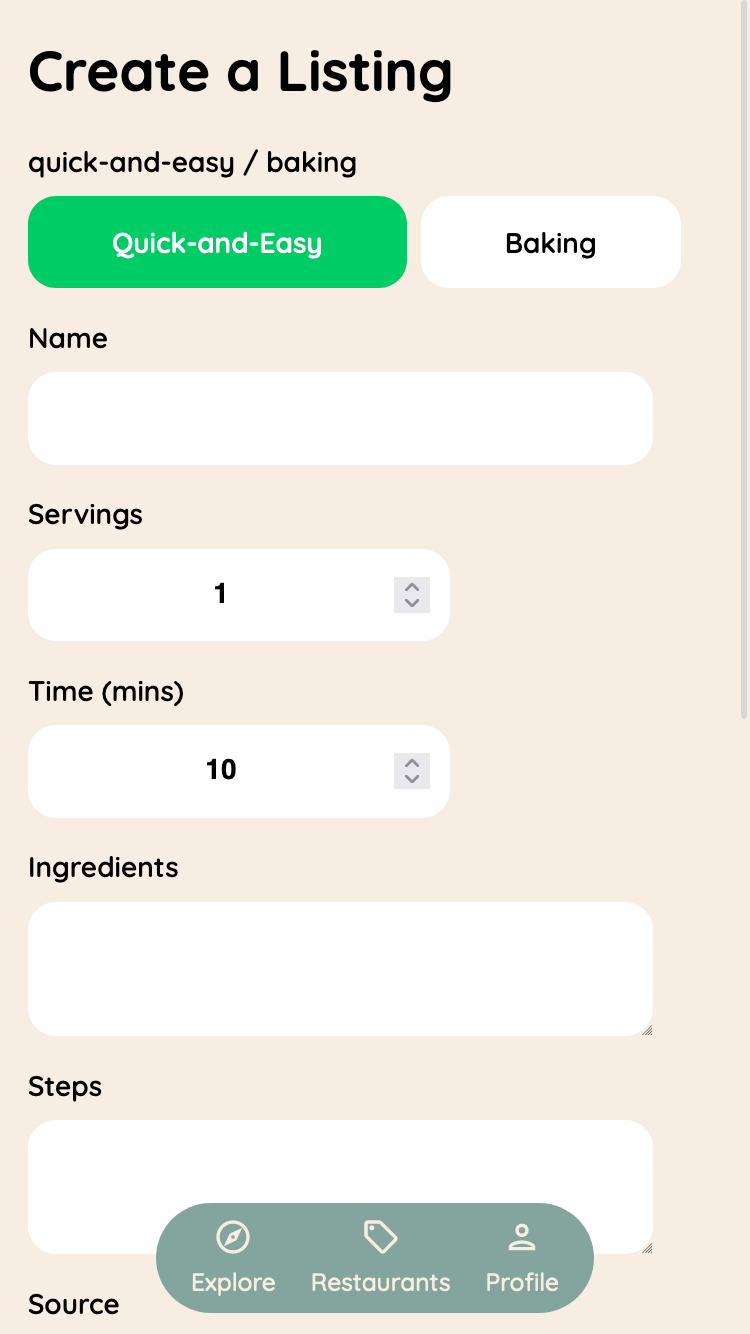 Create a Listing
quick-and-easy / baking
Quick-and-Easy Baking
Name
Servings
1
Time (mins)
10
Ingredients
Steps
Explore Restaurants Profile
Source